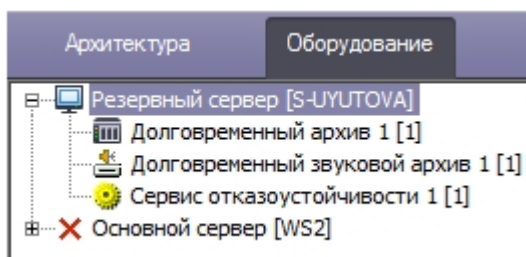 Архитектура Оборудование
Резервный сервер [S-UYUTOVA]
Долговременный архив 1 [1]
Долговременный звуковой архив 1 [1]
Сервис отказоустойчивости 1 [1]
Основной сервер [WS2]